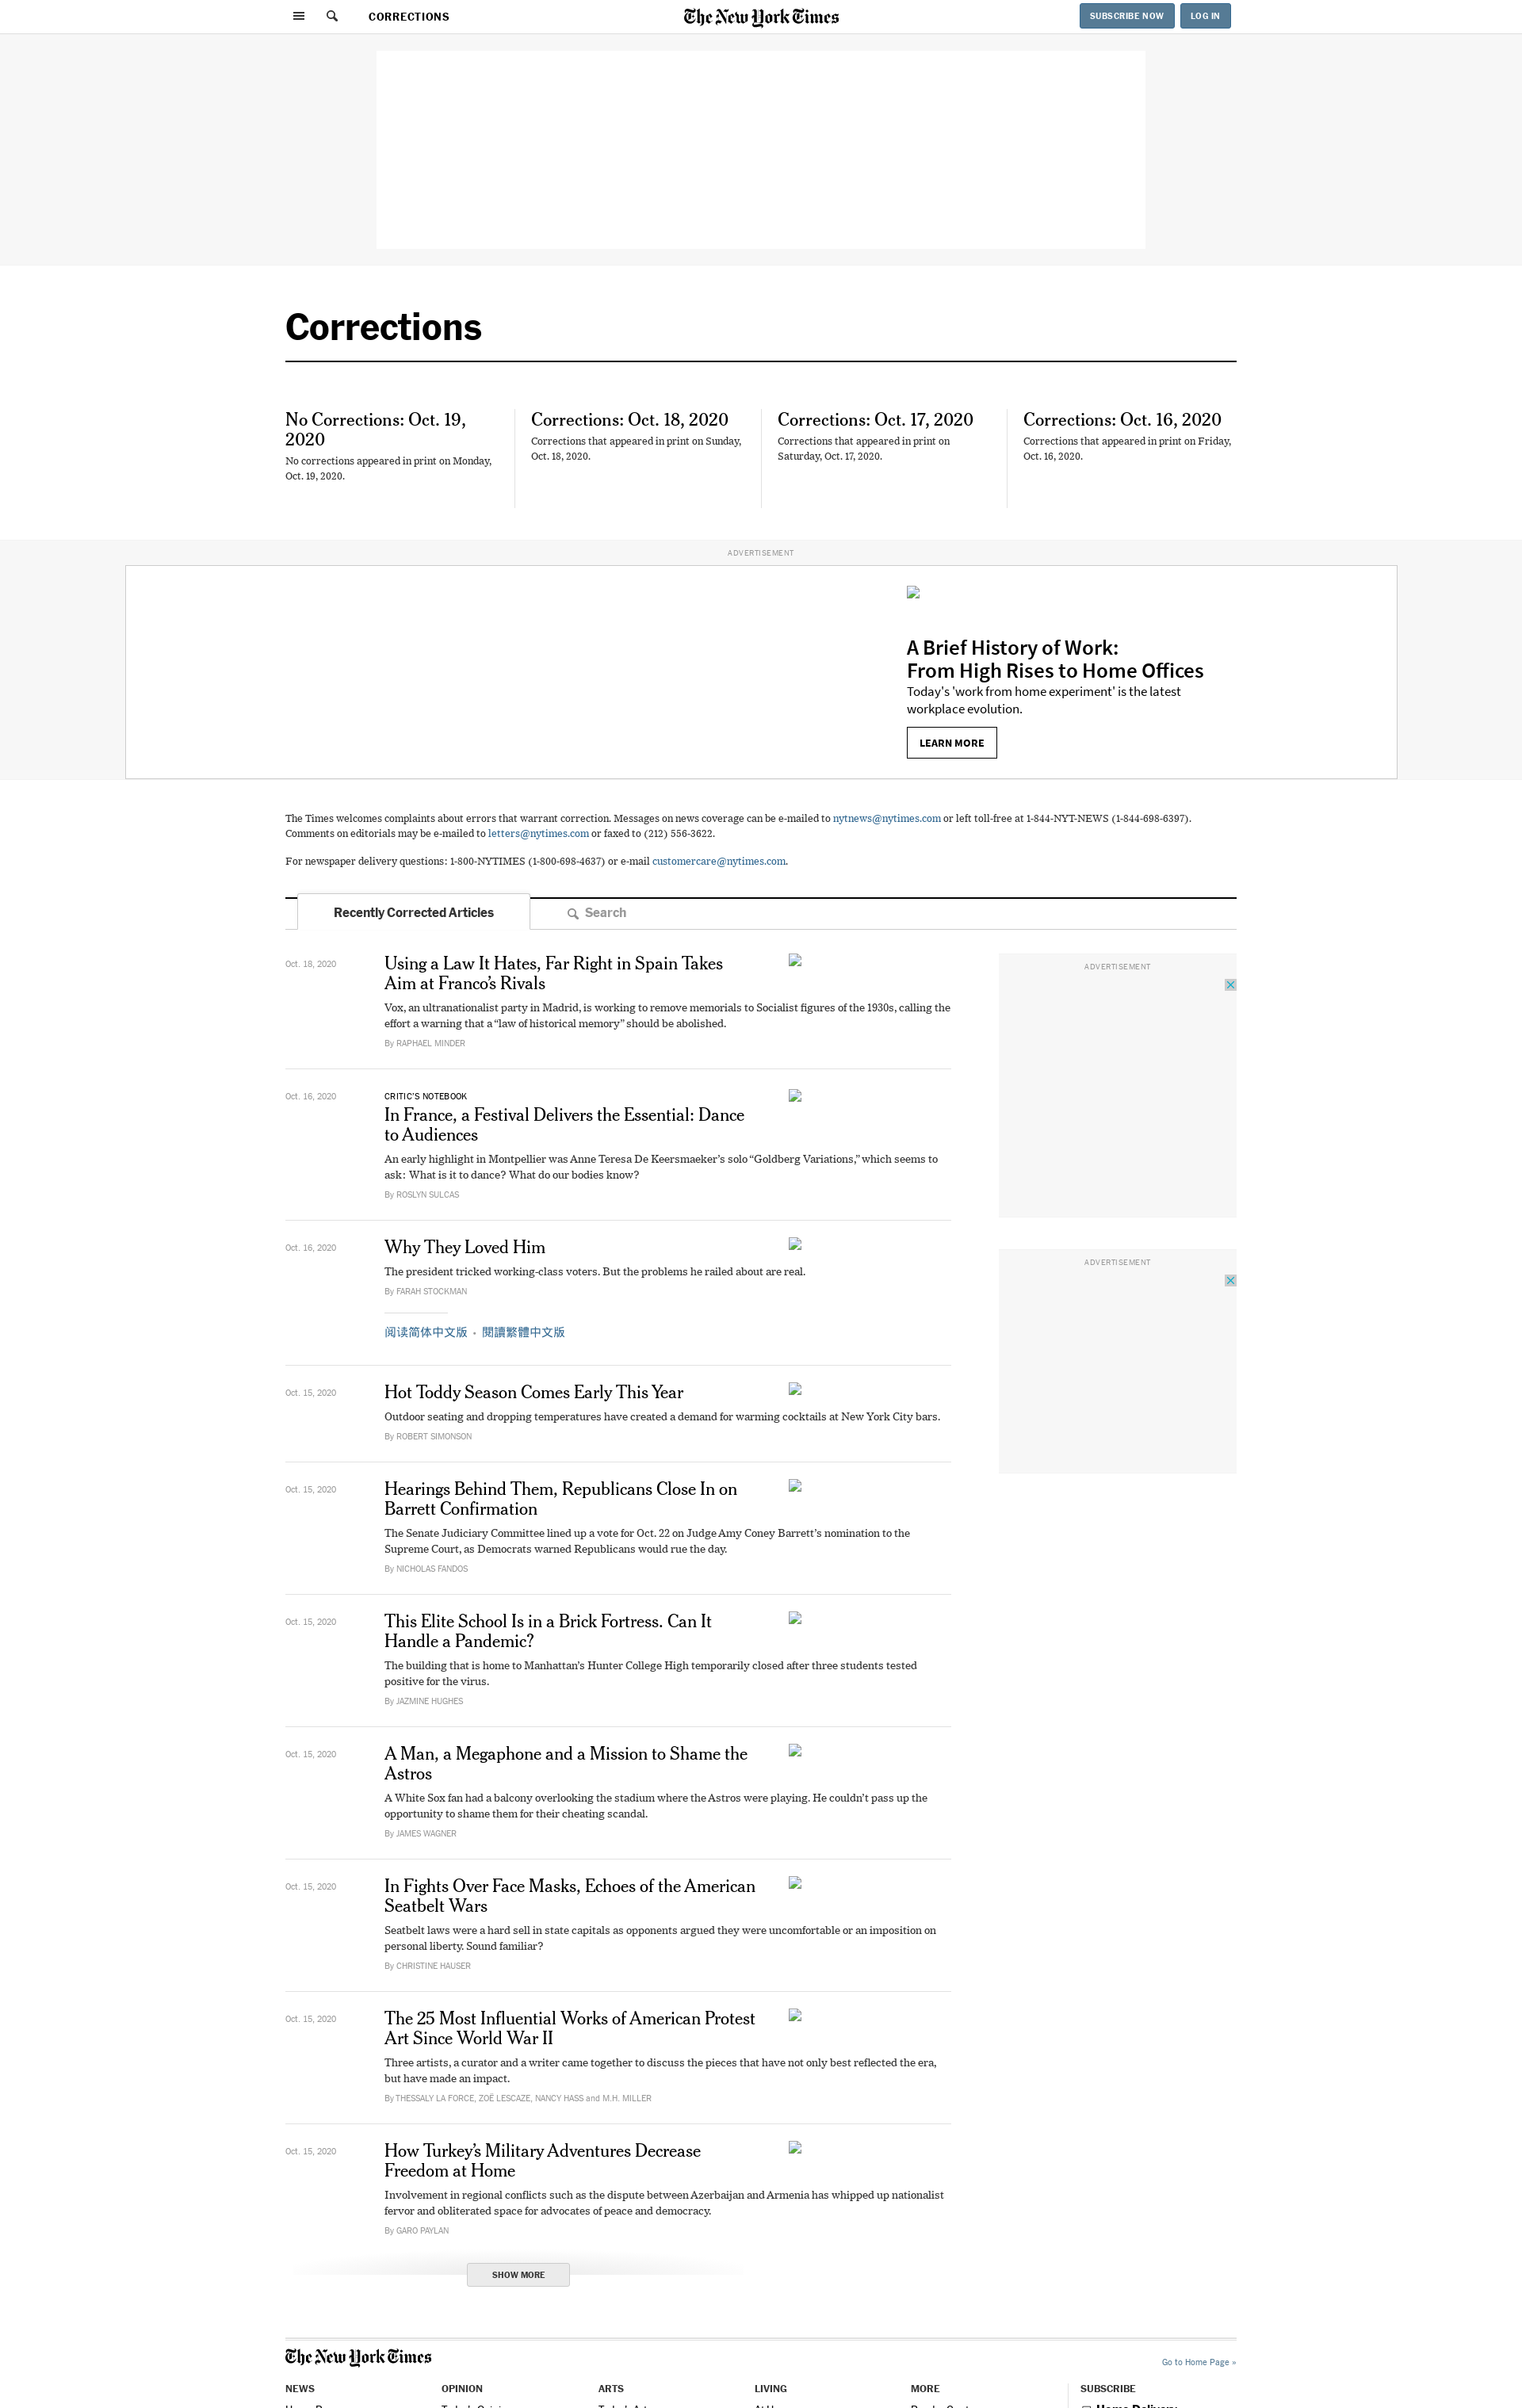 CORRECTIONS
The New York Times
SUBSCRIBE NOW
LOG IN
Corrections
No Corrections: Oct. 19,
2020
No corrections appeared in print on Monday,
Oct. 19, 2020.
Corrections: Oct. 18, 2020
Corrections that appeared in print on Sunday,
Oct. 18, 2020.
Corrections: Oct. 17, 2020
Corrections that appeared in print on
Saturday, Oct. 17, 2020.
Corrections: Oct. 16, 2020
Corrections that appeared in print on Friday,
Oct. 16, 2020.
ADVERTISEMENT
A Brief History of Work:
From High Rises to Home Offices
Today's 'work from home experiment' is the latest
workplace evolution.
LEARN MORE
The Times welcomes complaints about errors that warrant correction. Messages on news coverage can be e-mailed to nytnews@nytimes.com or left toll-free at 1-844-NYT-NEWS (1-844-698-6397).
Comments on editorials may be e-mailed to letters@nytimes.com or faxed to (212) 556-3622.
For newspaper delivery questions: 1-800-NYTIMES (1-800-698-4637) or e-mail customercare@nytimes.com.
Recently Corrected Articles
Search
Oct. 18, 2020
Using a Law It Hates, Far Right in Spain Takes
Aim at Franco’s Rivals
Vox, an ultranationalist party in Madrid, is working to remove memorials to Socialist figures of the 1930s, calling the
effort a warning that a “law of historical memory” should be abolished.
By RAPHAEL MINDER
ADVERTISEMENT
Oct. 16, 2020
CRITIC’S NOTEBOOK
In France, a Festival Delivers the Essential: Dance
to Audiences
An early highlight in Montpellier was Anne Teresa De Keersmaeker’s solo “Goldberg Variations,” which seems to
ask: What is it to dance? What do our bodies know?
By ROSLYN SULCAS
Oct. 16, 2020
Why They Loved Him
The president tricked working-class voters. But the problems he railed about are real.
By FARAH STOCKMAN
阅读简体中文版 • 閱讀繁體中文版
ADVERTISEMENT
Oct. 15, 2020
Hot Toddy Season Comes Early This Year
Outdoor seating and dropping temperatures have created a demand for warming cocktails at New York City bars.
By ROBERT SIMONSON
Oct. 15, 2020
Hearings Behind Them, Republicans Close In on
Barrett Confirmation
The Senate Judiciary Committee lined up a vote for Oct. 22 on Judge Amy Coney Barrett’s nomination to the
Supreme Court, as Democrats warned Republicans would rue the day.
By NICHOLAS FANDOS
Oct. 15, 2020
This Elite School Is in a Brick Fortress. Can It
Handle a Pandemic?
The building that is home to Manhattan’s Hunter College High temporarily closed after three students tested
positive for the virus.
By JAZMINE HUGHES
Oct. 15, 2020
A Man, a Megaphone and a Mission to Shame the
Astros
A White Sox fan had a balcony overlooking the stadium where the Astros were playing. He couldn’t pass up the
opportunity to shame them for their cheating scandal.
By JAMES WAGNER
Oct. 15, 2020
In Fights Over Face Masks, Echoes of the American
Seatbelt Wars
Seatbelt laws were a hard sell in state capitals as opponents argued they were uncomfortable or an imposition on
personal liberty. Sound familiar?
By CHRISTINE HAUSER
Oct. 15, 2020
The 25 Most Influential Works of American Protest
Art Since World War II
Three artists, a curator and a writer came together to discuss the pieces that have not only best reflected the era,
but have made an impact.
By THESSALY LA FORCE, ZOË LESCAZE, NANCY HASS and M.H. MILLER
Oct. 15, 2020
How Turkey’s Military Adventures Decrease
Freedom at Home
Involvement in regional conflicts such as the dispute between Azerbaijan and Armenia has whipped up nationalist
fervor and obliterated space for advocates of peace and democracy.
By GARO PAYLAN
SHOW MORE
The New York Times
Go to Home Page »
NEWS
OPINION
ARTS
LIVING
MORE
SUBSCRIBE